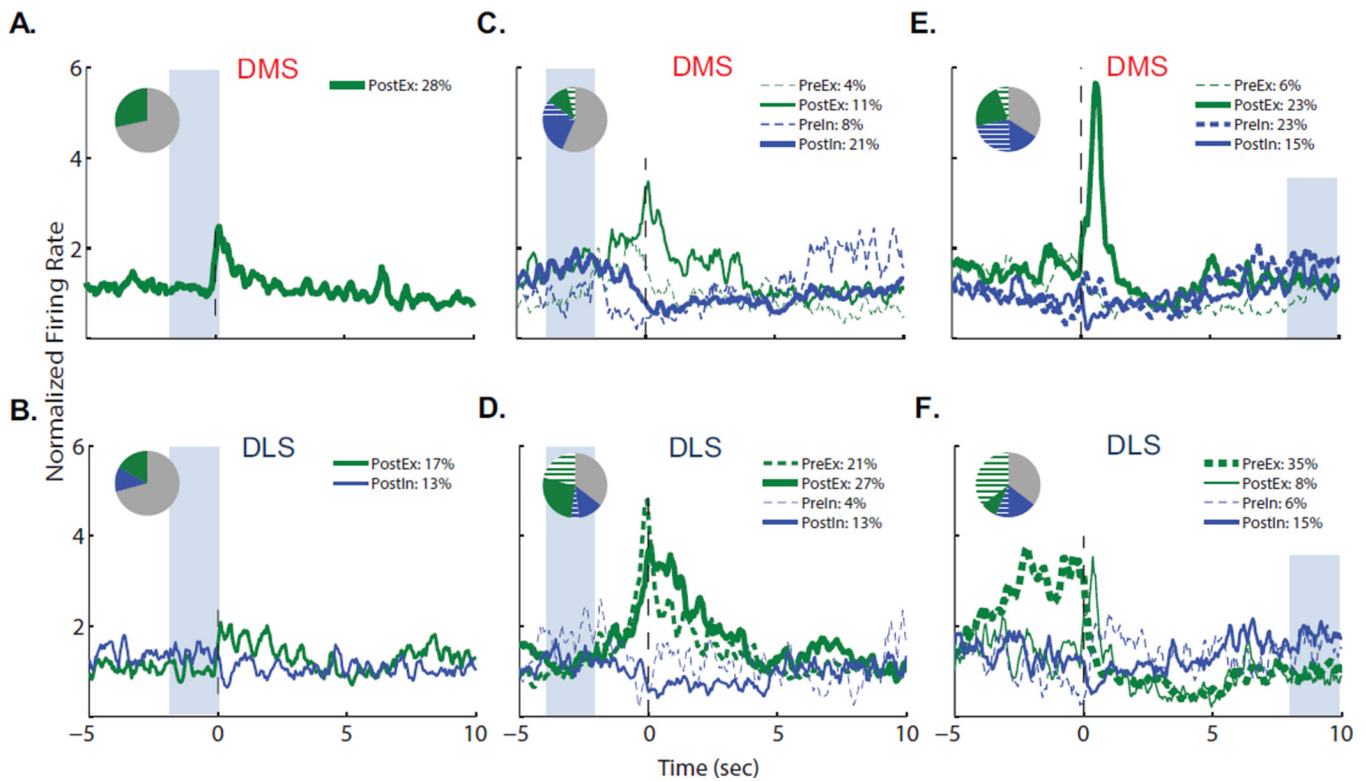 A.
DMS
PostEx: 28%
6
4
2
C.
DMS
PreEx: 4%
PostEx: 11%
PreIn: 8%
PostIn: 21%
E.
DMS
PreEx: 6%
PostEx: 23%
PreIn: 23%
PostIn: 15%
Normalized Firing Rate
B.
DLS
PostEx: 17%
PostIn: 13%
6
4
2
-5 0 5 10
D.
DLS
PreEx: 21%
PostEx: 27%
PreIn: 4%
PostIn: 13%
−5 0 5 10
F.
DLS
PreEx: 35%
PostEx: 8%
PreIn: 6%
PostIn: 15%
−5 0 5 10
Time (sec)